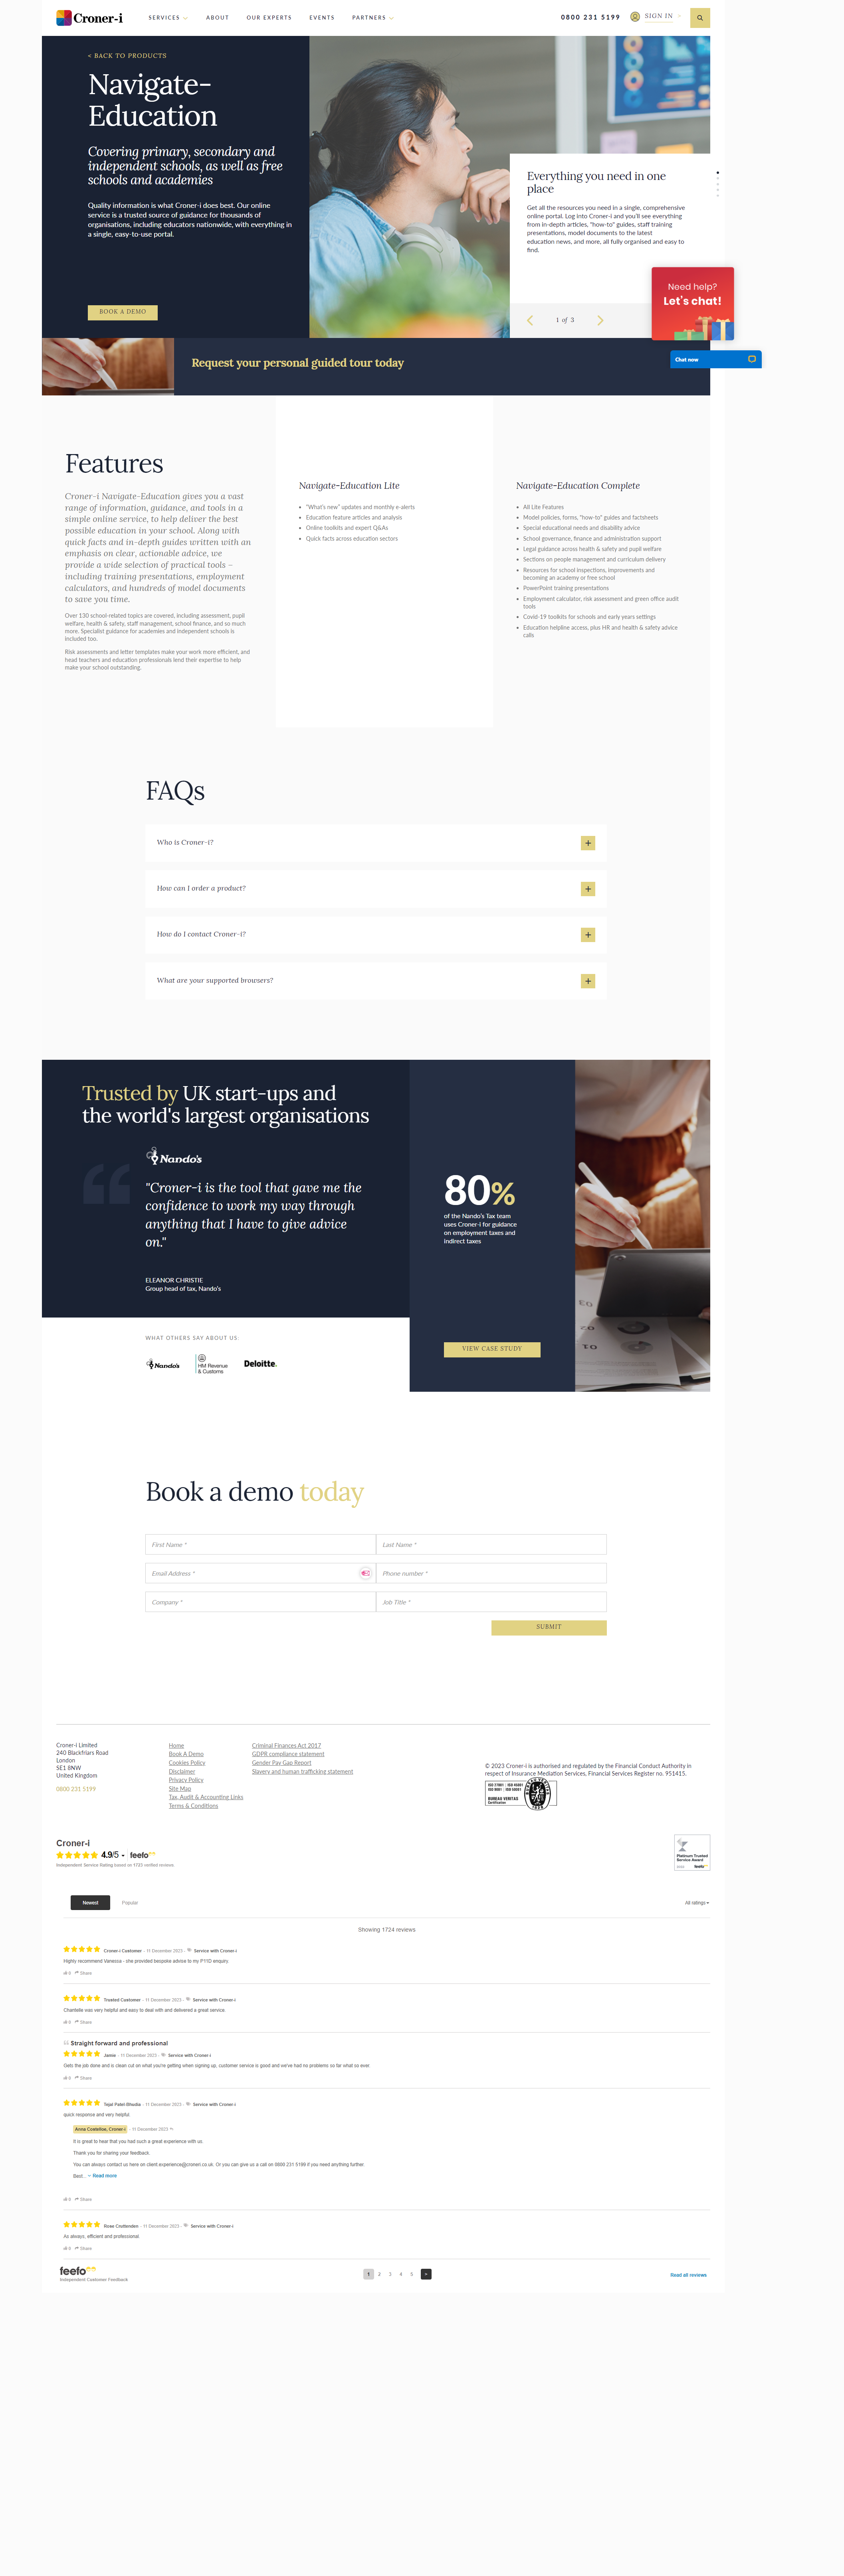 Croner-i
SERVICES
ABOUT
OUR EXPERTS
EVENTS
PARTNERS
0800 231 5199
SIGN IN
< BACK TO PRODUCTS
Navigate-
Education
Covering primary, secondary and
independent schools, as well as free
schools and academies
Quality information is what Croner-i does best. Our online
service is a trusted source of guidance for thousands of
organisations, including educators nationwide, with everything in
a single, easy-to-use portal.
BOOK A DEMO
Everything you need in one
place
Get all the resources you need in a single, comprehensive
online portal. Log into Croner-i and you'll see everything
from in-depth articles, "how-to" guides, staff training
presentations, model documents to the latest
education news, and more, all fully organised and easy to
find.
1 of 5
Need help?
Let's chat!
Chat now
Request your personal guided tour today
Features
Croner-i Navigate-Education gives you a vast
range of information, guidance, and tools in a
simple online service, to help deliver the best
possible education in your school. Along with
quick facts and in-depth guides written with an
emphasis on clear, actionable advice, we
provide a wide selection of practical tools –
including training presentations, employment
calculators, and hundreds of model documents
to save you time.
Over 130 school-related topics are covered, including assessment, pupil
welfare, health & safety, staff management, school finance, and so much
more. Specialist guidance for academies and independent schools is
included too.
Risk assessments and letter templates make your work more efficient, and
head teachers and education professionals lend their expertise to help
make your school outstanding.
Navigate-Education Lite
"What's new" updates and monthly e-alerts
Education feature articles and analysis
Online toolkits and expert Q&As
Quick facts across education sectors
Navigate-Education Complete
All Lite Features
Model policies, forms, "how-to" guides and factsheets
Special educational needs and disability advice
School governance, finance and administration support
Legal guidance across health & safety and pupil welfare
Sections on people management and curriculum delivery
Resources for school inspections, improvements and
becoming an academy or free school
PowerPoint training presentations
Employment calculator, risk assessment and green office audit
tools
Covid-19 toolkits for schools and early years settings
Education helpline access, plus HR and health & safety advice
calls
FAQs
Who is Croner-i?
How can I order a product?
How do I contact Croner-i?
What are your supported browsers?
Trusted by UK start-ups and
the world's largest organisations
Nando's
"Croner-i is the tool that gave me the
confidence to work my way through
anything that I have to give advice
on."
ELEANOR CHRISTIE
Group head of tax, Nando's
80%
of the Nando's Tax team
uses Croner-i for guidance
on employment taxes and
indirect taxes
VIEW CASE STUDY
WHAT OTHERS SAY ABOUT US:
Nando's
HM Revenue
& Customs
Deloitte.
Book a demo today
First Name *
Last Name *
Email Address *
Phone number *
Company *
Job Title *
SUBMIT
Croner-i Limited
240 Blackfriars Road
London
SE1 8NW
United Kingdom
0800 231 5199
Home
Book A Demo
Cookies Policy
Disclaimer
Privacy Policy
Site Map
Tax, Audit & Accounting Links
Terms & Conditions
Criminal Finances Act 2017
GDPR compliance statement
Gender Pay Gap Report
Slavery and human trafficking statement
© 2023 Croner-i is authorised and regulated by the Financial Conduct Authority in
respect of Insurance Mediation Services, Financial Services Register no. 951415.
BUREAU VERITAS
Certification
Croner-i
4.9/5 - feefo
Independent Service Rating based on 1733 verified reviews
Platinum Trusted
Service Award
feefo
Newest
Popular
All ratings
Showing 1724 reviews
Croner-i Customer - 11 December 2023 - Service with Croner-i
Highly recommend Vanessa - she provided bespoke advice to my P11D enquiry.
0 Share
Trusted Customer - 11 December 2023 - Service with Croner-i
Chantelle was very helpful and easy to deal with and delivered a great service.
0 Share
Straight forward and professional
Jamie - 11 December 2023 - Service with Croner-i
Gets the job done and is clean cut on what you're getting when signing up, customer service is good and we've had no problems so far what so ever
0 Share
Tejal Patel Bhudia - 11 December 2023 - Service with Croner-i
quick response and very helpful
Anna Costelloe, Croner-i - 11 December 2023
It is great to hear that you had such a great experience with us.
Thank you for sharing your feedback.
You can always contact us here on client.experience@croner.co.uk. Or you can give us a call on 0800 231 5199 if you need anything further.
Best... Read more
0 Share
Rose Couttenden - 11 December 2023 - Service with Croner-i
As always, efficient and professional
0 Share
feefo
Independent Customer Feedback
1 2 3 4 5 >
Read all reviews